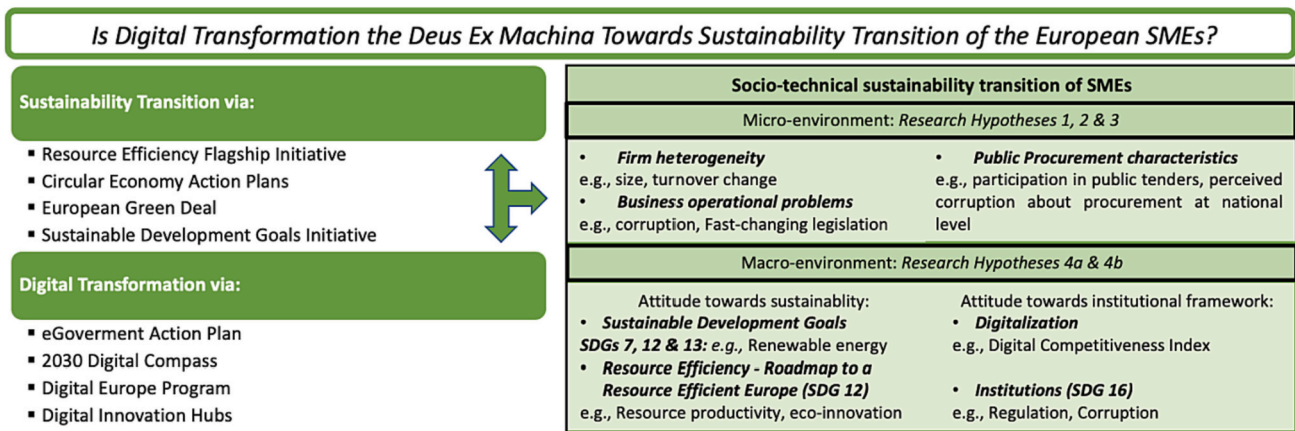 Is Digital Transformation the Deus Ex Machina Towards Sustainability Transition of the European SMEs?
Sustainability Transition via:
▪ Resource Efficiency Flagship Initiative
▪ Circular Economy Action Plans
▪ European Green Deal
▪ Sustainable Development Goals Initiative
Digital Transformation via:
▪ eGoverment Action Plan
▪ 2030 Digital Compass
▪ Digital Europe Program
▪ Digital Innovation Hubs
Socio-technical sustainability transition of SMEs
Micro-environment: Research Hypotheses 1, 2 & 3
• Firm heterogeneity
e.g., size, turnover change
• Business operational problems
e.g., corruption, Fast-changing legislation
• Public Procurement characteristics
e.g., participation in public tenders, perceived
corruption about procurement at national
level
Macro-environment: Research Hypotheses 4a & 4b
Attitude towards sustainablity:
• Sustainable Development Goals
SDGs 7, 12 & 13: e.g., Renewable energy
• Resource Efficiency - Roadmap to a
Resource Efficient Europe (SDG 12)
e.g., Resource productivity, eco-innovation
Attitude towards institutional framework:
• Digitalization
e.g., Digital Competitiveness Index
• Institutions (SDG 16)
e.g., Regulation, Corruption